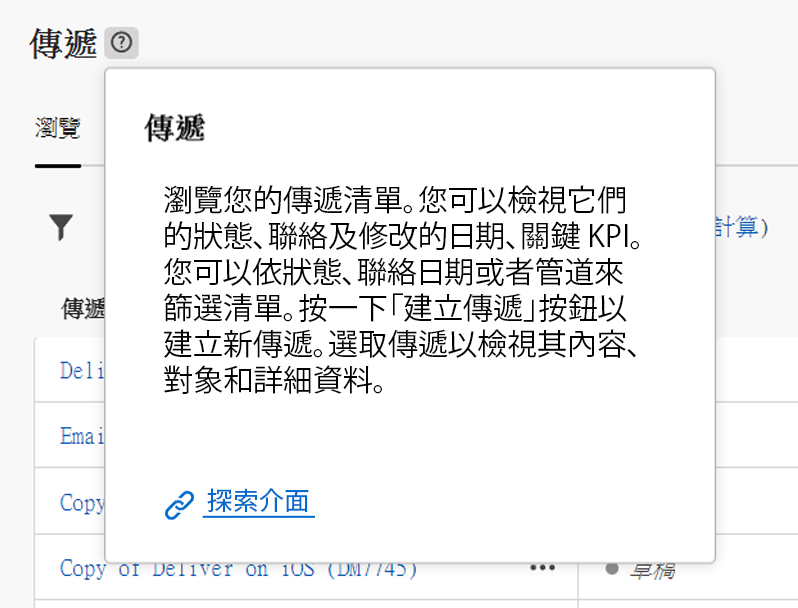 傳遞
瀏覽
傳遞
瀏覽您的傳遞清單。您可以檢視它們
的狀態、聯絡及修改的日期、關鍵 KPI。
您可以依狀態、聯絡日期或者管道來
篩選清單。按一下「建立傳遞」按鈕以
建立新傳遞。選取傳遞以檢視其內容、
對象和詳細資料。
探索介面
計算)
傳遞
Deli
Emai
Copy
Copy of Deliver on iOS (DM7745)
草稿